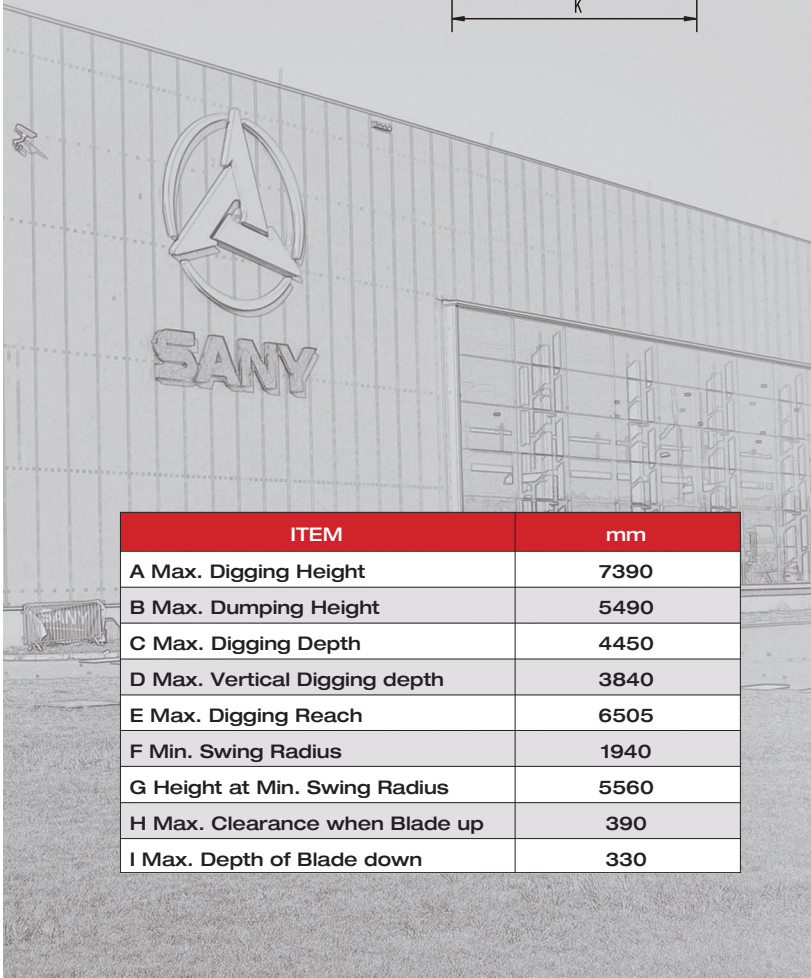 K
SANY
ITEM mm
A Max. Digging Height 7390
B Max. Dumping Height 5490
C Max. Digging Depth 4450
D Max. Vertical Digging depth 3840
E Max. Digging Reach 6505
F Min. Swing Radius 1940
G Height at Min. Swing Radius 5560
H Max. Clearance when Blade up 390
I Max. Depth of Blade down 330
SANY